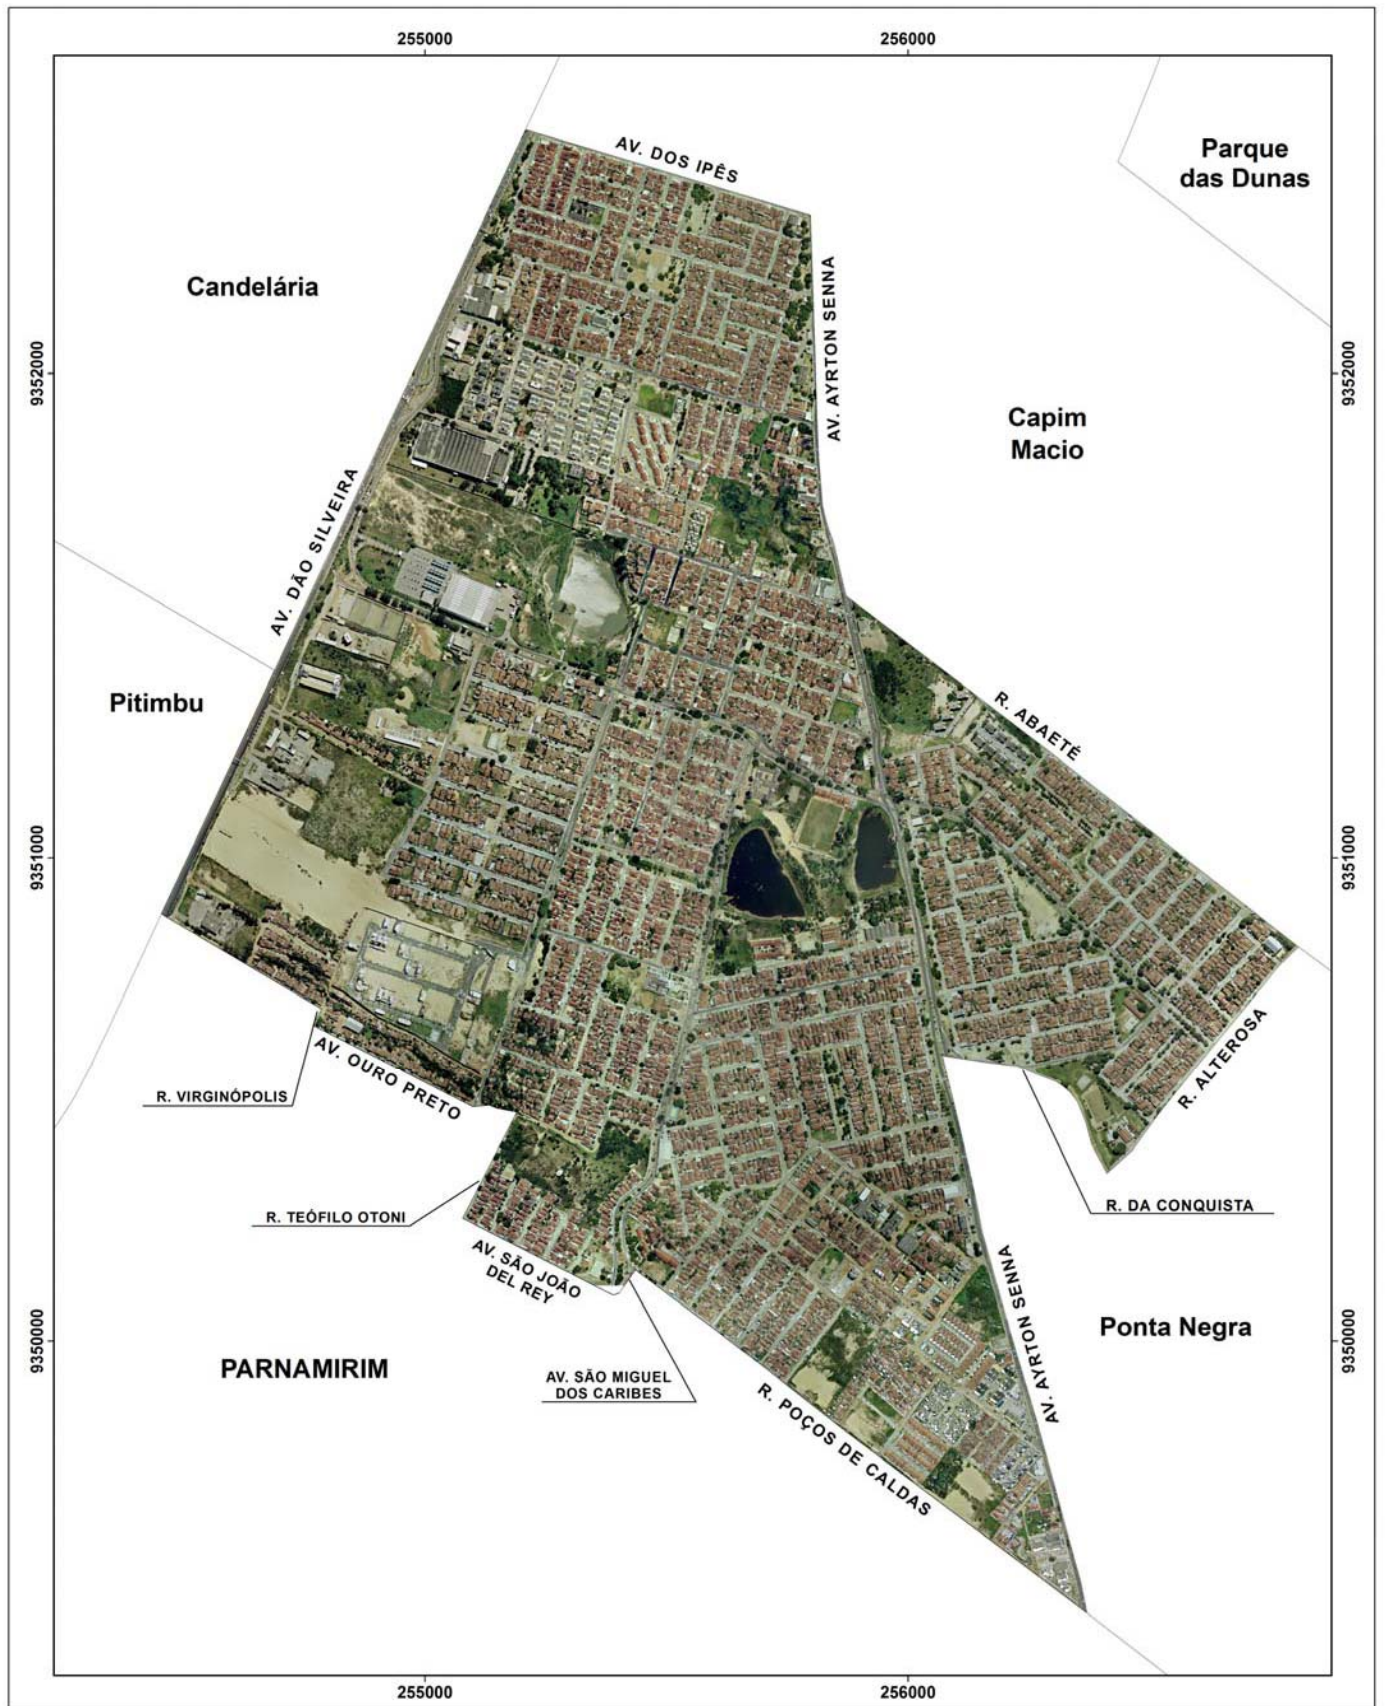 255000
256000
AV. DOS IPÊS
Parque
das Dunas
Candelária
AV. AYRTON SENNA
9352000
9352000
Capim
Macio
AV. DÃO SILVEIRA
Pitimbu
R. ABAETÉ
9351000
9351000
R. VIRGINÓPOLIS
AV. OURO PRETO
R. ALTEROSA
R. TEÓFILO OTONI
R. DA CONQUISTA
AV. SÃO JOÃO
DEL REY
AV. AYRTON SENNA
Ponta Negra
9350000
9350000
PARNAMIRIM
AV. SÃO MIGUEL
DOS CARIBES
R. POÇOS DE CALDAS
255000
256000